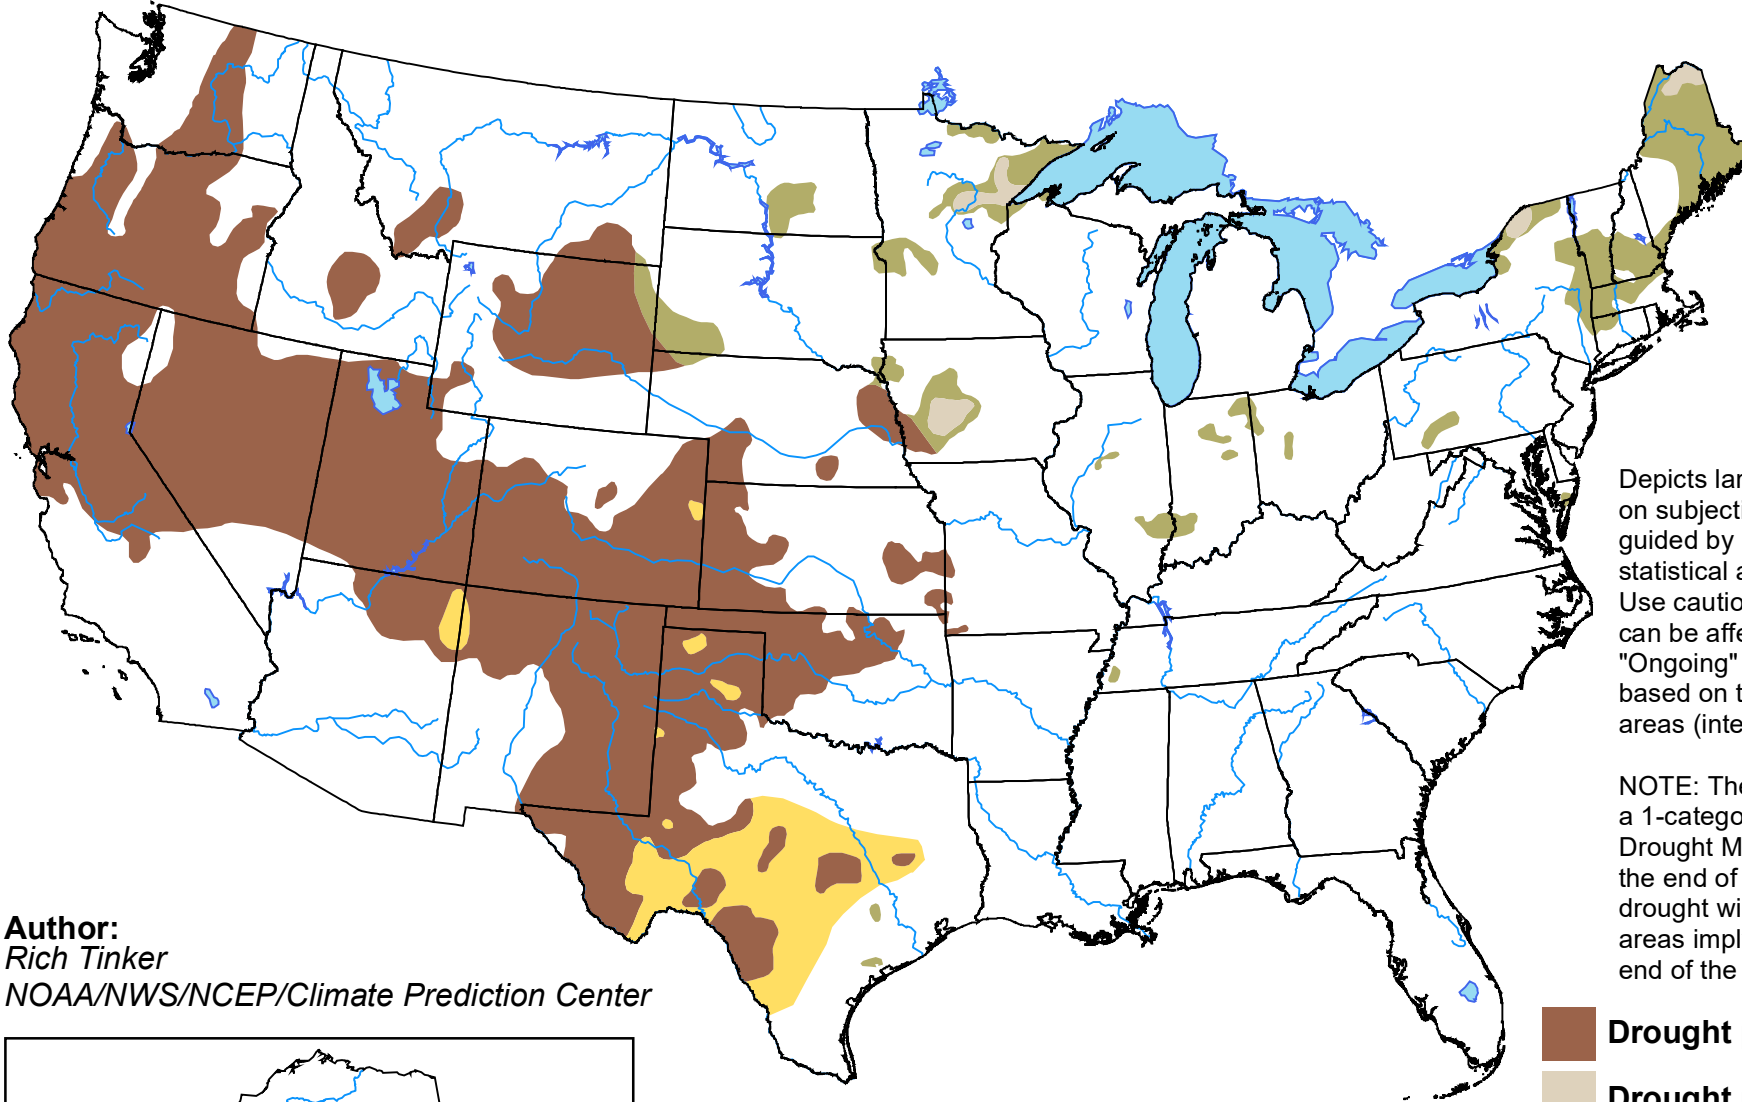 Depicts lar
on subjecti
guided by
statistical a
Use cautio
can be affe
"Ongoing"
based on t
areas (inte
NOTE: The
a 1-catego
Drought M
the end of
drought wi
areas impl
end of the
Author:
Rich Tinker
NOAA/NWS/NCEP/Climate Prediction Center
Drought
Drought